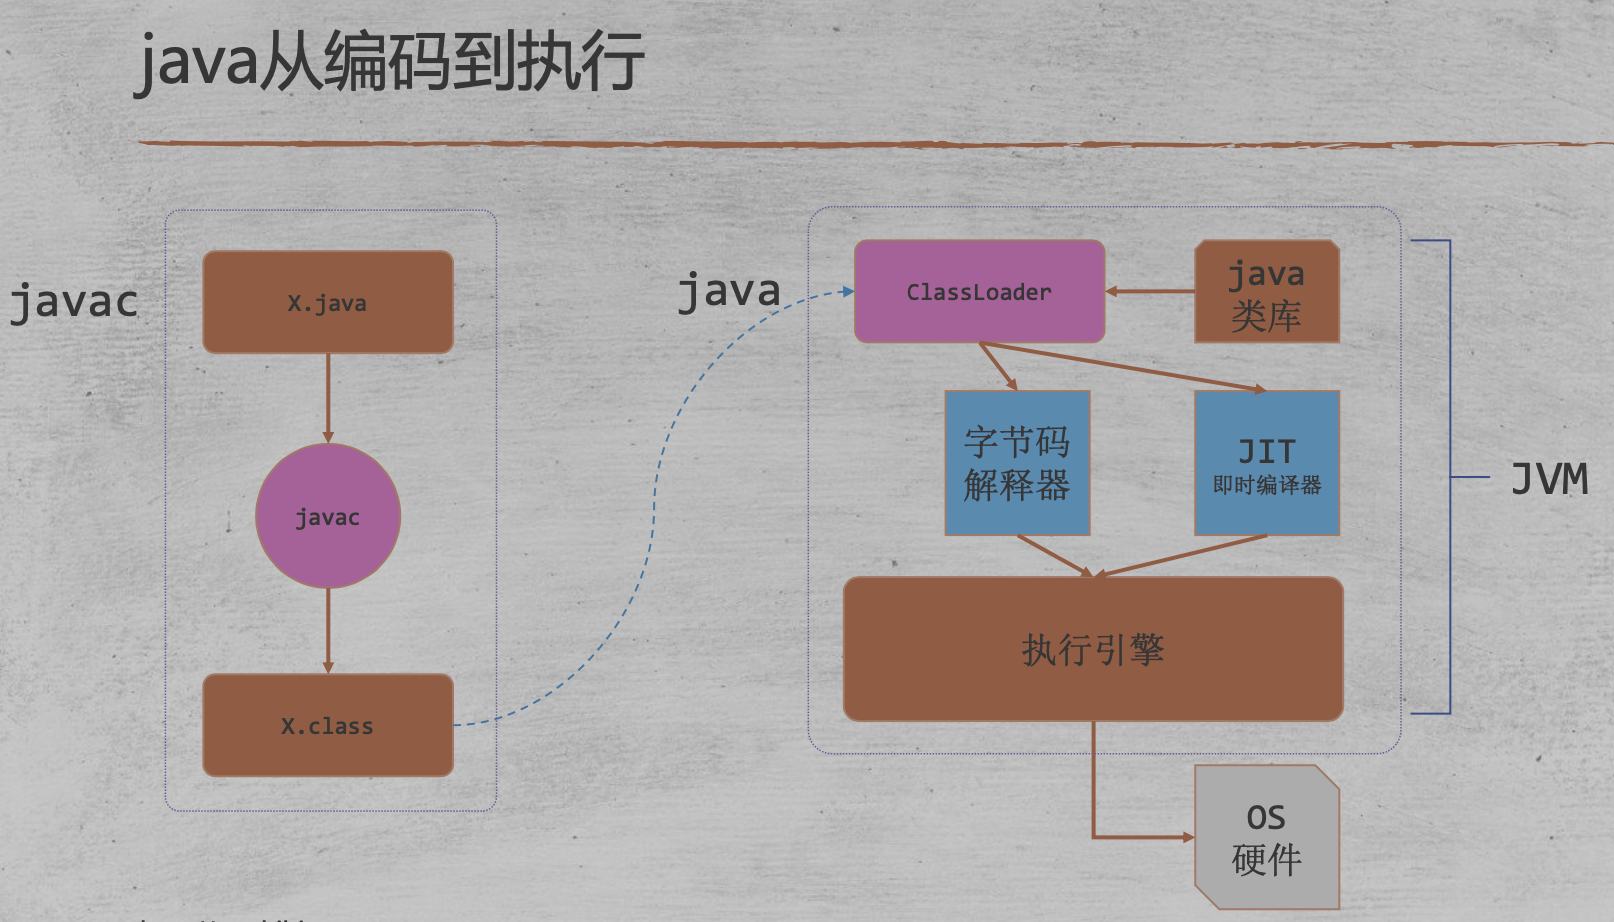 java从编码到执行
javac
X.java
javac
X.class
java
ClassLoader
java
类库
字节码
解释器
JIT
即时编译器
执行引擎
JVM
OS
硬件